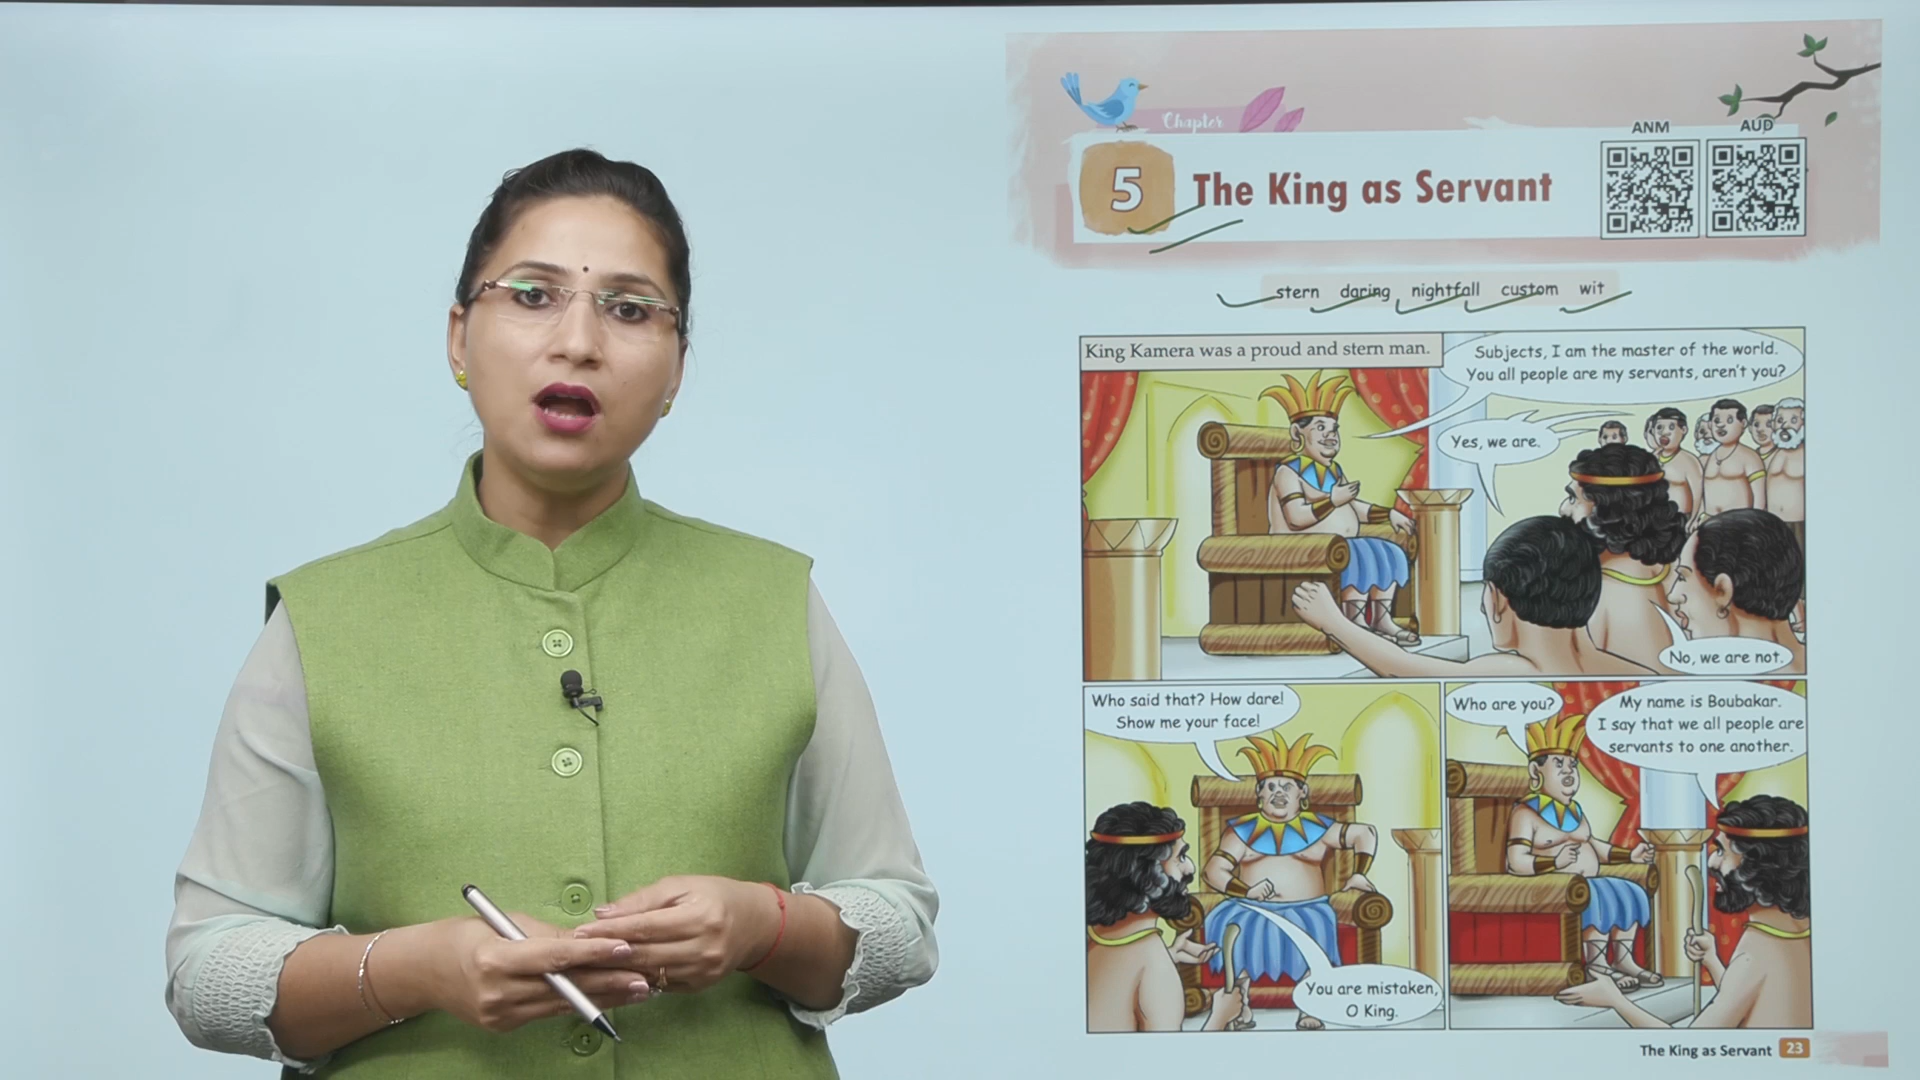 ANM
AUD
Chapter
5
The King as Servant
stern daring nightfall custom wit
King Kamera was a proud and stern man.
Subjects, I am the master of the world.
You all people are my servants, aren't you?
Yes, we are.
No, we are not.
Who said that? How dare!
Show me your face!
You are mistaken,
O King.
Who are you?
My name is Boubakar.
I say that we all people are
servants to one another.
The King as Servant 23